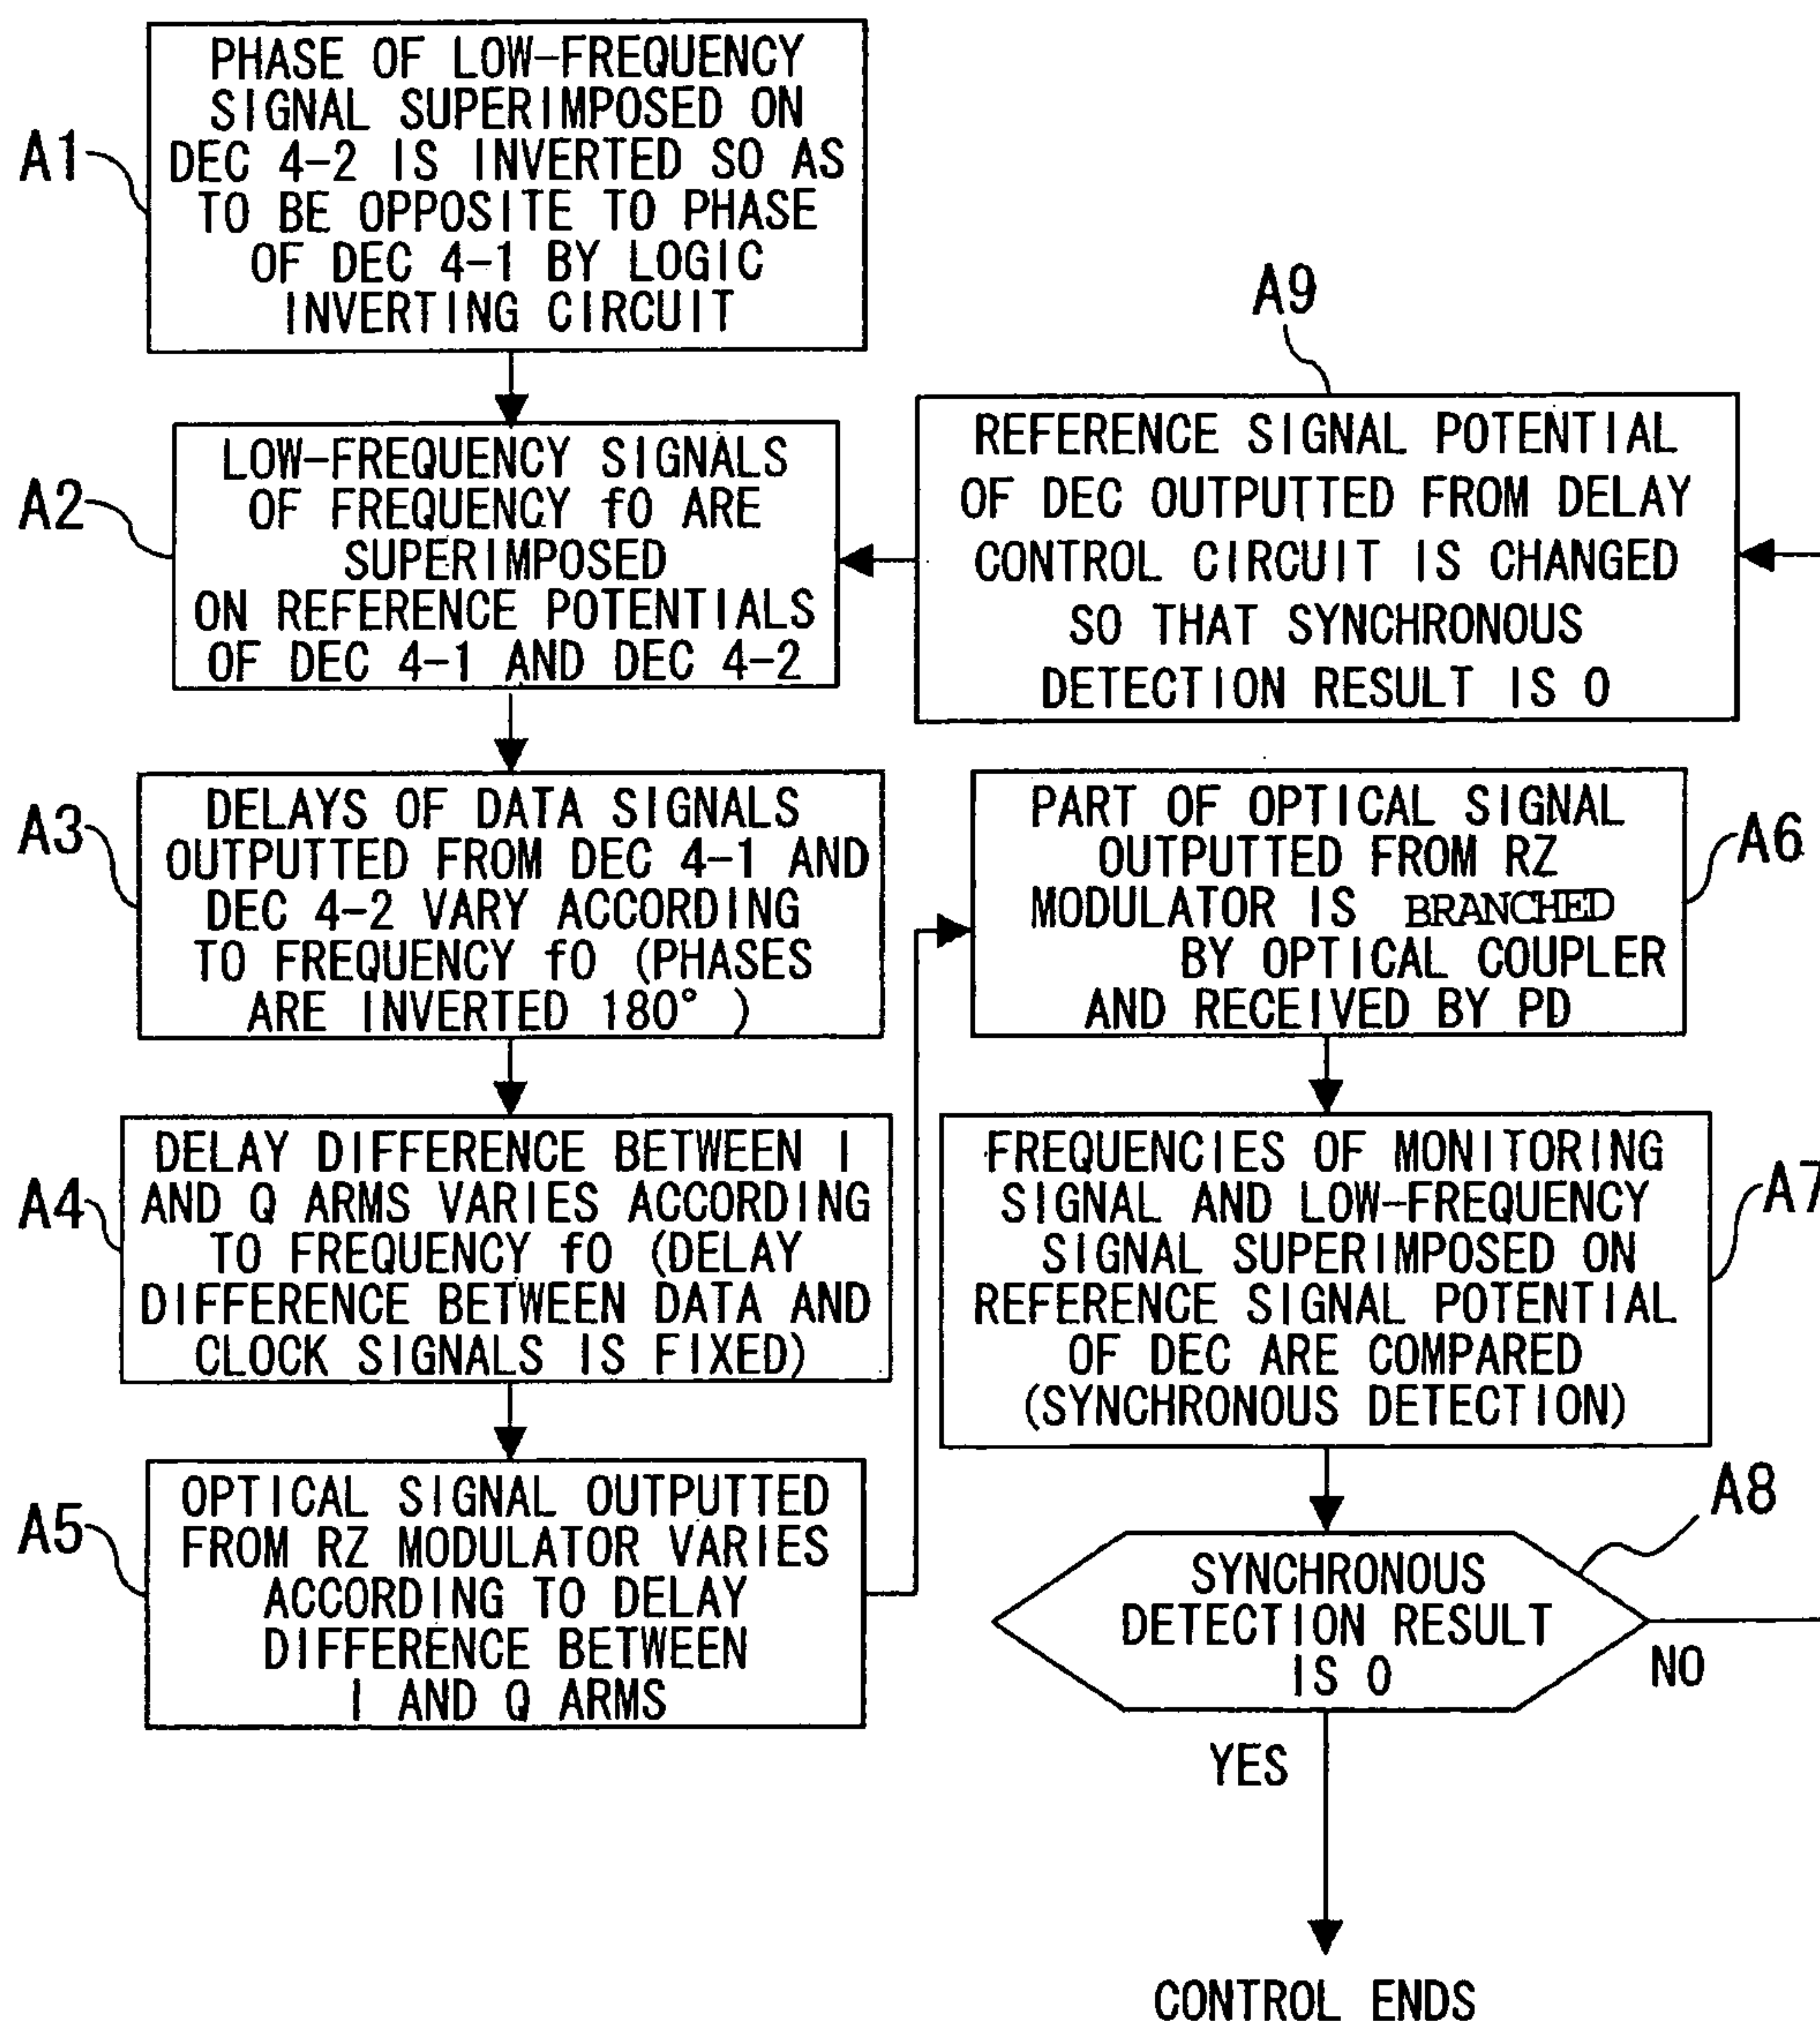 A1
PHASE OF LOW-FREQUENCY
SIGNAL SUPERIMPOSED ON
DEC 4-2 IS INVERTED SO AS
TO BE OPPOSITE TO PHASE
OF DEC 4-1 BY LOGIC
INVERTING CIRCUIT
A2
LOW-FREQUENCY SIGNALS
OF FREQUENCY f0 ARE
SUPERIMPOSED
ON REFERENCE POTENTIALS
OF DEC 4-1 AND DEC 4-2
A3
DELAYS OF DATA SIGNALS
OUTPUTTED FROM DEC 4-1 AND
DEC 4-2 VARY ACCORDING
TO FREQUENCY f0 (PHASES
ARE INVERTED 180° )
A4
DELAY DIFFERENCE BETWEEN I
AND Q ARMS VARIES ACCORDING
TO FREQUENCY f0 (DELAY
DIFFERENCE BETWEEN DATA AND
CLOCK SIGNALS IS FIXED)
A5
OPTICAL SIGNAL OUTPUTTED
FROM RZ MODULATOR VARIES
ACCORDING TO DELAY
DIFFERENCE BETWEEN
I AND Q ARMS
A6
PART OF OPTICAL SIGNAL
OUTPUTTED FROM RZ
MODULATOR IS BRANCHED
BY OPTICAL COUPLER
AND RECEIVED BY PD
A7
FREQUENCIES OF MONITORING
SIGNAL AND LOW-FREQUENCY
SIGNAL SUPERIMPOSED ON
REFERENCE SIGNAL POTENTIAL
OF DEC ARE COMPARED
(SYNCHRONOUS DETECTION)
A8
SYNCHRONOUS
DETECTION RESULT
IS 0
NO
YES
CONTROL ENDS
A9
REFERENCE SIGNAL POTENTIAL
OF DEC OUTPUTTED FROM DELAY
CONTROL CIRCUIT IS CHANGED
SO THAT SYNCHRONOUS
DETECTION RESULT IS 0